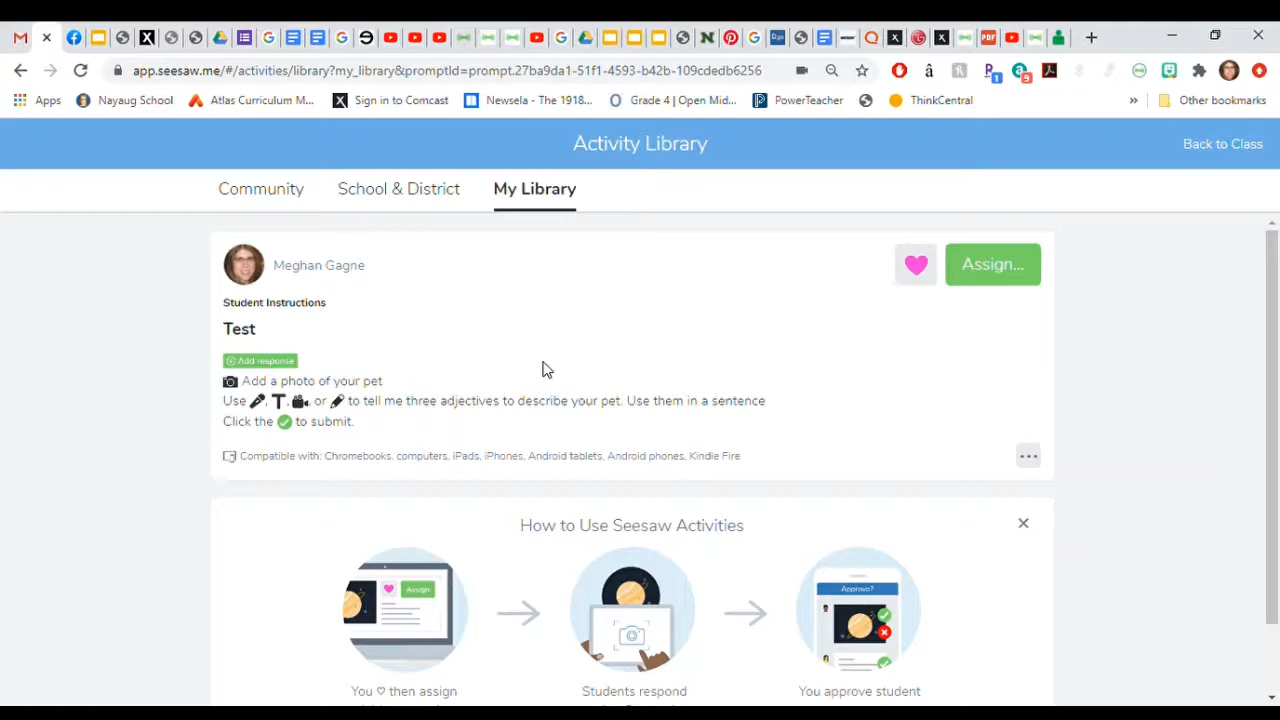 app.seesaw.me/#/activities/library?my_library&promptId=prompt.27ba9da1-51f1-4593-b42b-109cdedb6256
Apps Nayaug School Atlas Curriculum M... Sign in to Comcast Newsela - The 1918... Grade 4 | Open Mid... PowerTeacher ThinkCentral » Other bookmarks
Activity Library
Back to Class
Community School & District My Library
Meghan Gagne
Assign...
Student Instructions
Test
Add response
Add a photo of your pet
Use , T, , or to tell me three adjectives to describe your pet. Use them in a sentence
Click the to submit.
Compatible with: Chromebooks, computers, iPads, iPhones, Android tablets, Android phones, Kindle Fire
How to Use Seesaw Activities
Assign
Approve?
You ♡ then assign
Students respond
You approve student